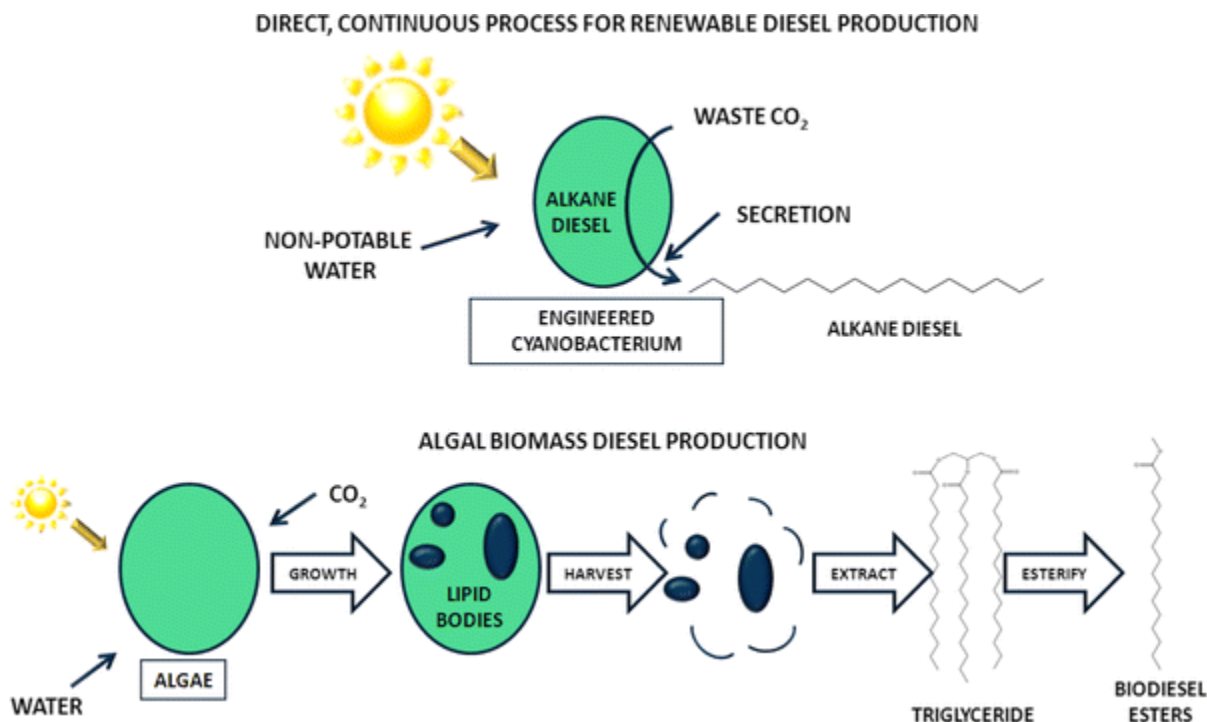 DIRECT, CONTINUOUS PROCESS FOR RENEWABLE DIESEL PRODUCTION
WASTE CO₂
ALKANE
DIESEL
SECRETION
NON-POTABLE
WATER
ENGINEERED
CYANOBACTERIUM
ALKANE DIESEL
ALGAL BIOMASS DIESEL PRODUCTION
CO₂
GROWTH
LIPID
BODIES
HARVEST
EXTRACT
ESTERIFY
ALGAE
WATER
TRIGLYCERIDE
BIODIESEL
ESTERS